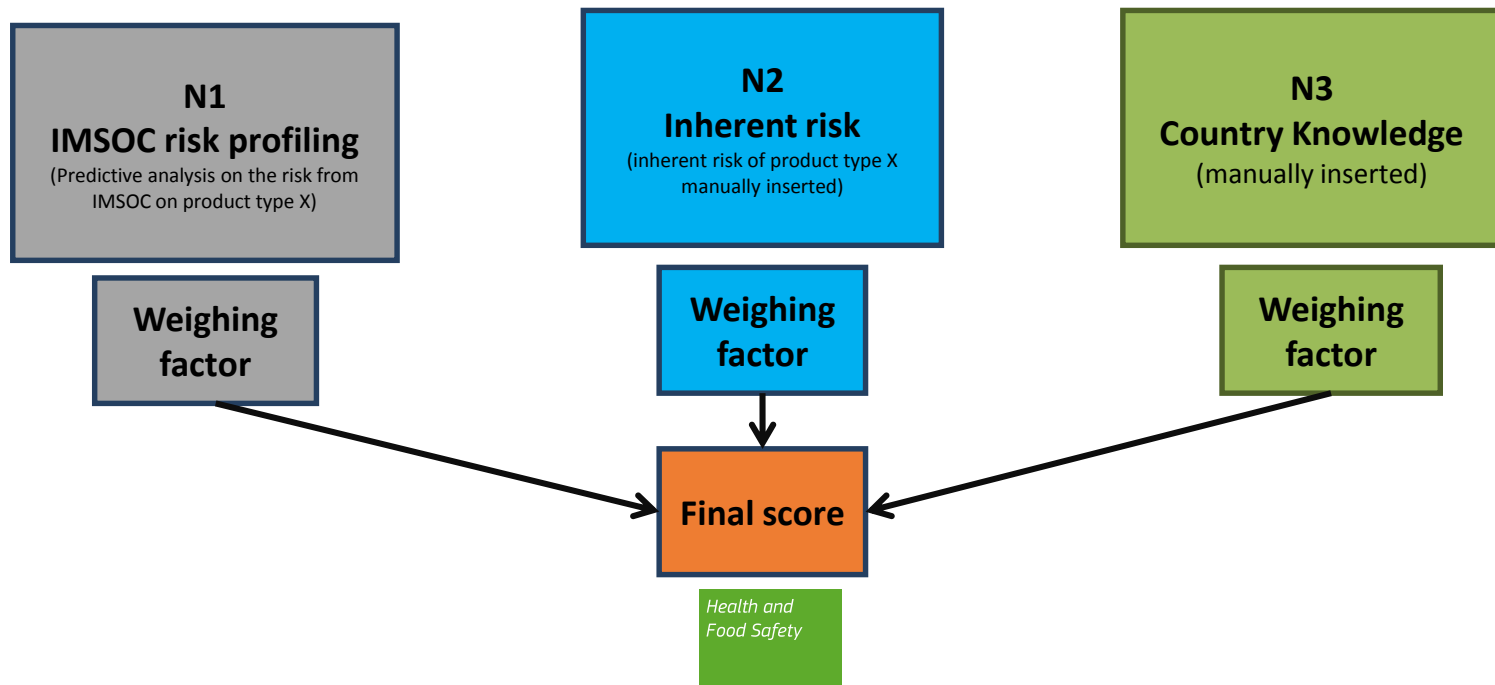 N1
IMSOC risk profiling
(Predictive analysis on the risk from
IMSOC on product type X)
N2
Inherent risk
(inherent risk of product type X
manually inserted)
N3
Country Knowledge
(manually inserted)
Weighing
factor
Weighing
factor
Weighing
factor
Final score
Health and
Food Safety